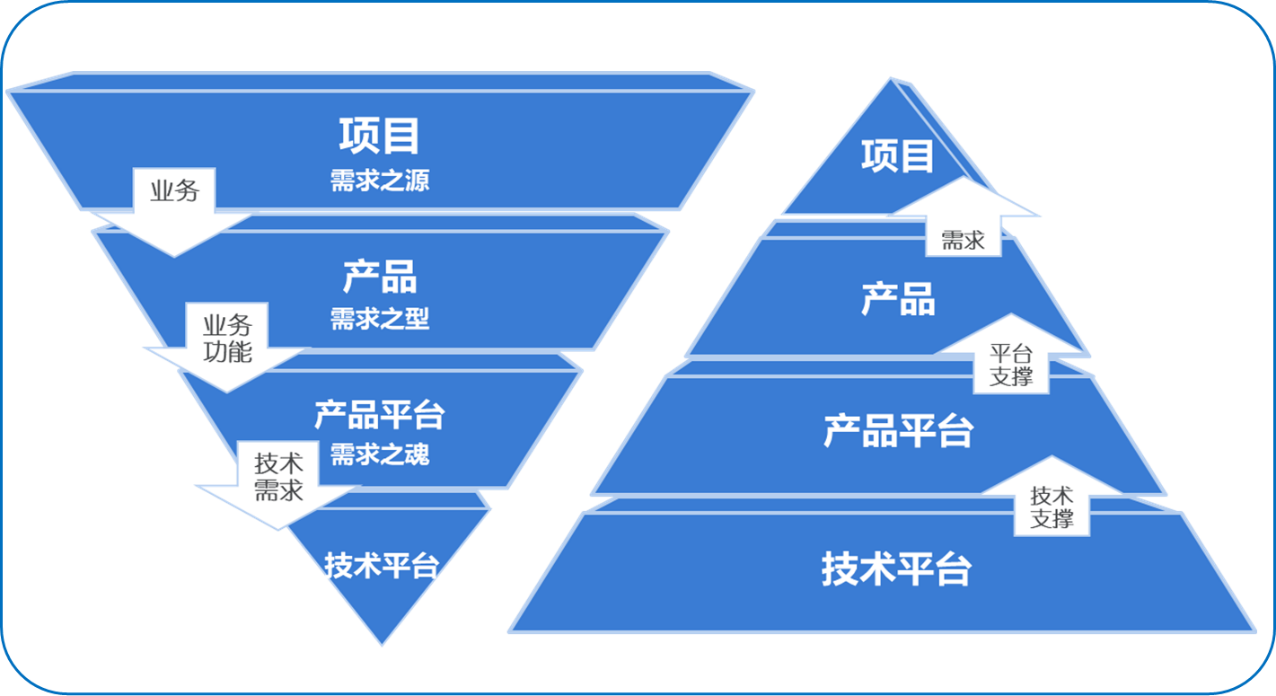 项目
需求之源
业务
产品
需求之型
业务
功能
产品平台
需求之魂
技术
需求
技术平台
项目
需求
产品
平台
支撑
产品平台
技术
支撑
技术平台